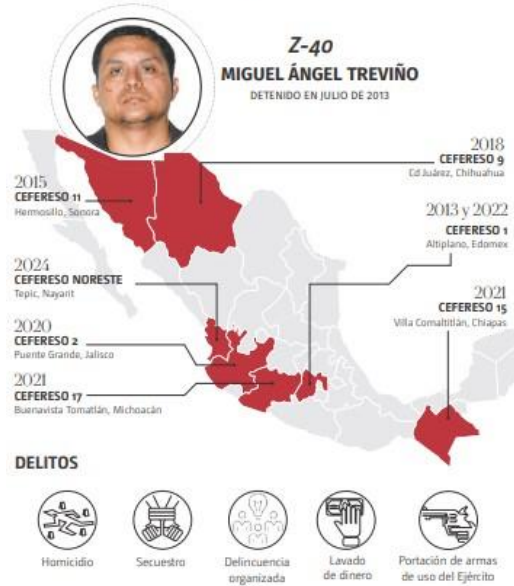 Z-40
MIGUEL ÁNGEL TREVIÑO
DETENIDO EN JULIO DE 2013
2018
CEFERESO 9
Cd Juárez, Chihuahua
2015
CEFERESO 11
Hermosillo, Sonora
2013 y 2022
CEFERESO 1
Altiplano, Edomex
2024
CEFERESO NORESTE
Tepic, Nayarit
2021
CEFERESO 15
Villa Comaltitlán, Chiapas
2020
CEFERESO 2
Puente Grande, Jalisco
2021
CEFERESO 17
Buenavista Tomatlán, Michoacán
DELITOS
Homicidio
Secuestro
Delincuencia
organizada
Lavado
de dinero
Portación de armas
de uso del Ejército